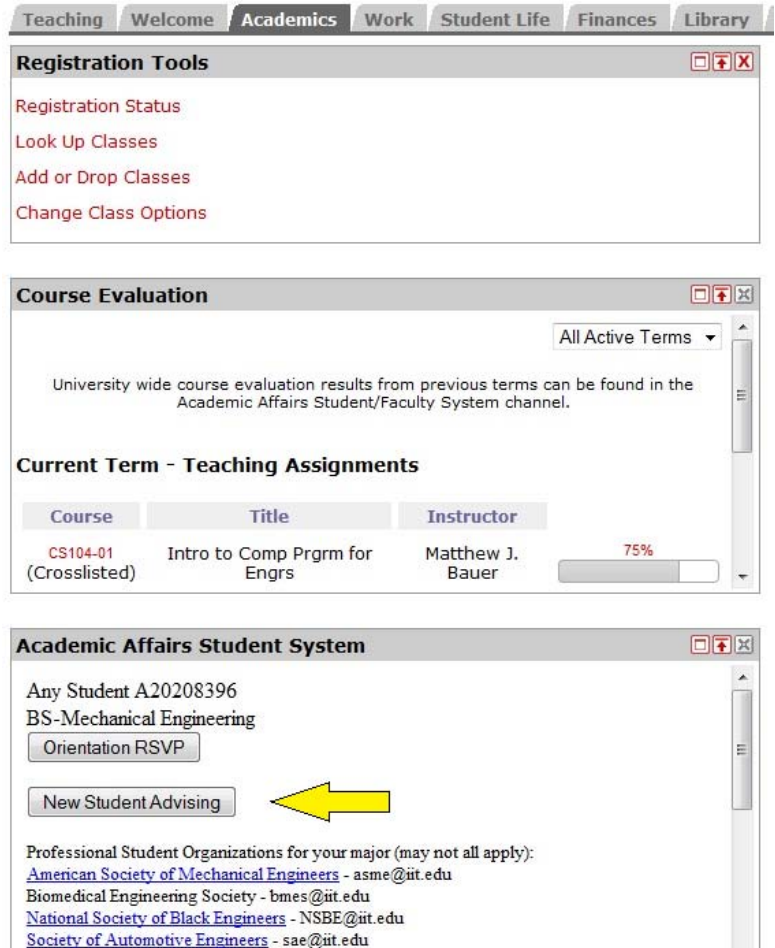 Teaching Welcome Academics Work Student Life Finances Library
Registration Tools
Registration Status
Look Up Classes
Add or Drop Classes
Change Class Options
Course Evaluation
All Active Terms
University wide course evaluation results from previous terms can be found in the
Academic Affairs Student/Faculty System channel.
Current Term - Teaching Assignments
Course Title Instructor
CS104-01 Intro to Comp Prgrm for Matthew J. 75%
(Crosslisted) Engrs Bauer
Academic Affairs Student System
Any Student A20208396
BS-Mechanical Engineering
Orientation RSVP
New Student Advising
Professional Student Organizations for your major (may not all apply):
American Society of Mechanical Engineers - asme@iit.edu
Biomedical Engineering Society - bmes@iit.edu
National Society of Black Engineers - NSBE@iit.edu
Society of Automotive Engineers - sae@iit.edu